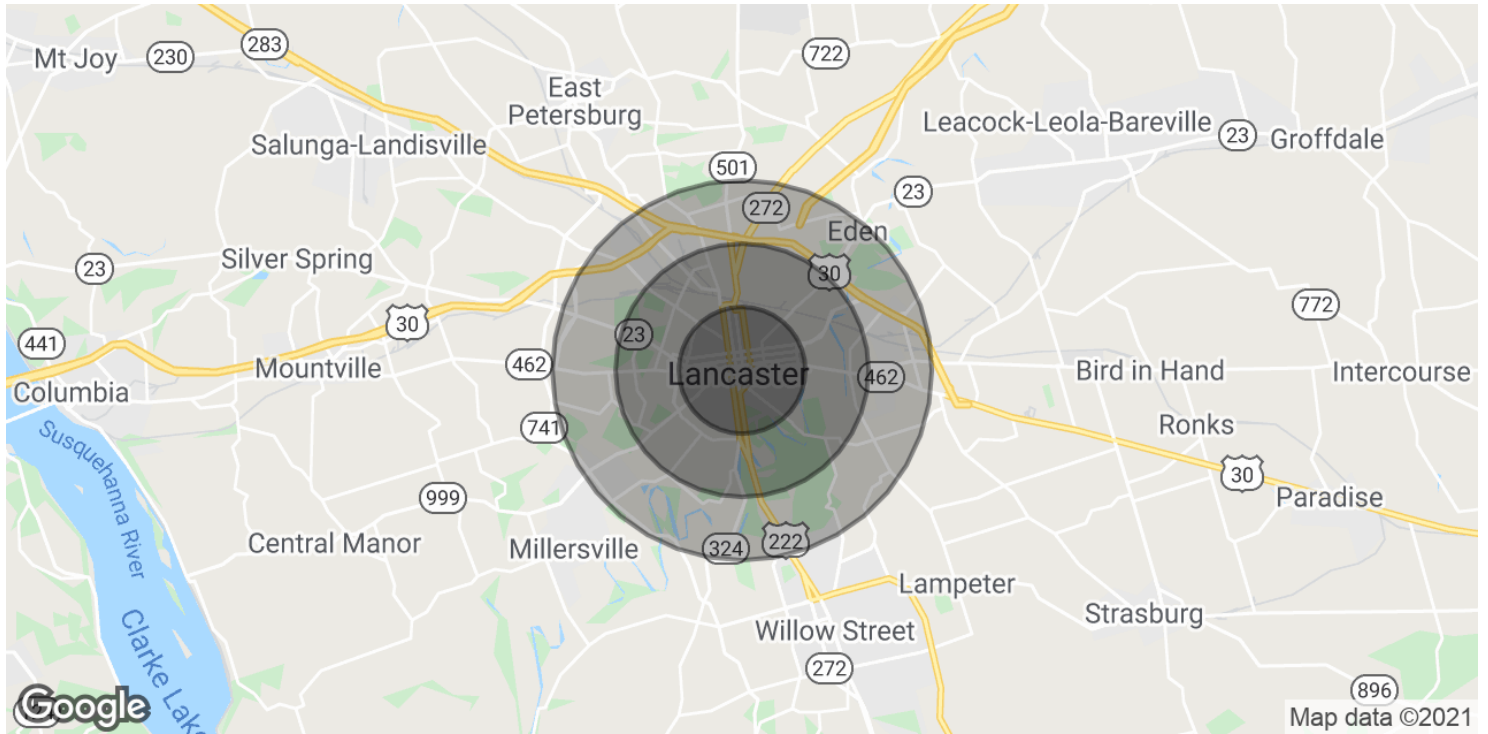 283
722
Mt Joy
230
East
Petersburg
Leacock-Leola-Bareville
23
Groffdale
Salunga-Landisville
501
23
272
Eden
Silver Spring
23
30
772
30
23
441
462
Mountville
Lancaster
462
Bird in Hand
Intercourse
Columbia
741
Ronks
Susquehanna River
30
999
Paradise
Central Manor
Millersville
324
222
Lampeter
Strasburg
Clarke Lake
Willow Street
272
896
Google
Map data ©2021